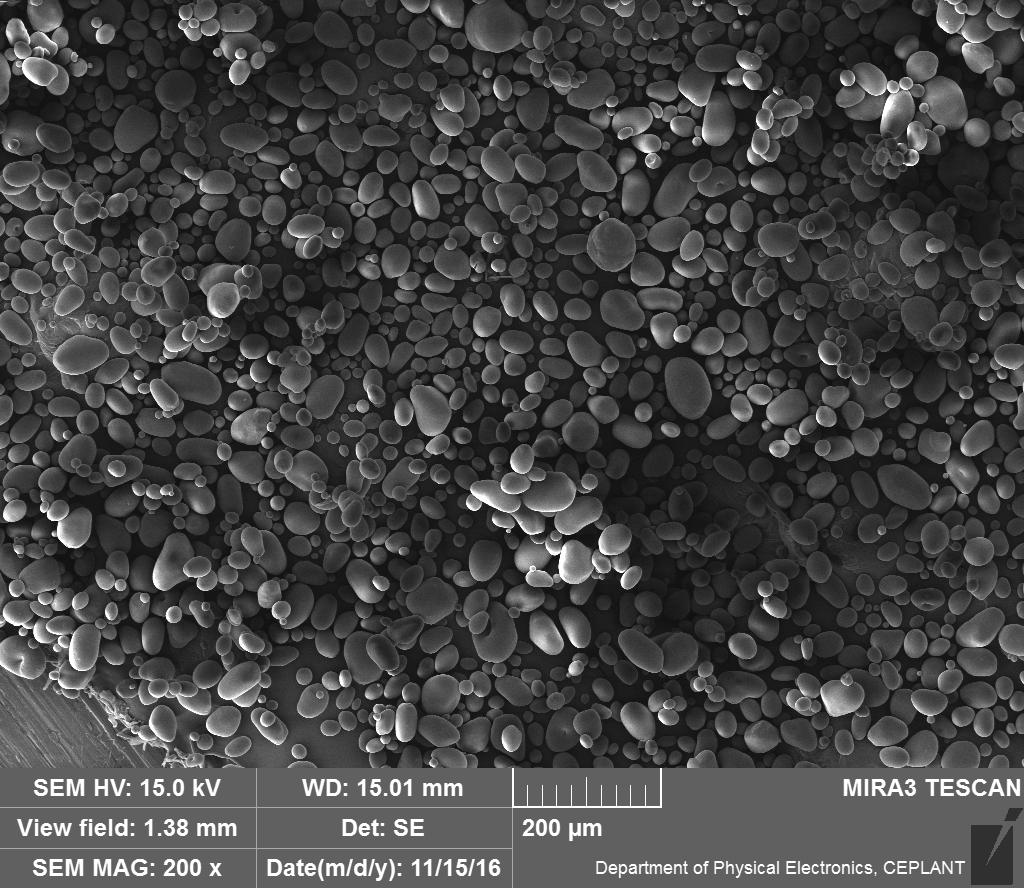 SEM HV: 15.0 kV
WD: 15.01 mm
MIRA3 TESCAN
View field: 1.38 mm
Det: SE
200 µm
SEM MAG: 200 x
Date(m/d/y): 11/15/16
Department of Physical Electronics, CEPLANT